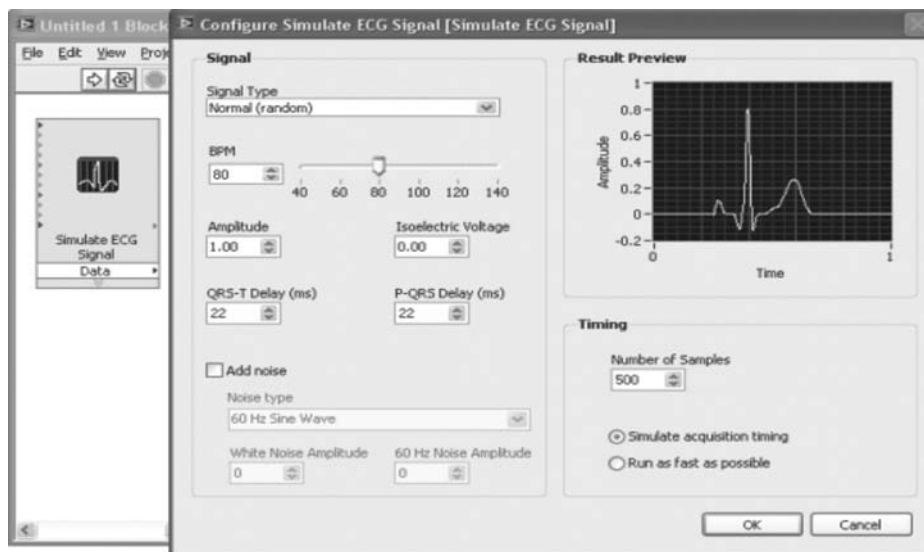 Untitled 1 Block
File Edit View Proje
Simulate ECG
Signal
Data
Configure Simulate ECG Signal [Simulate ECG Signal]
Signal
Signal Type
Normal (random)
BPM
80
40 60 80 100 120 140
Amplitude
1.00
Isoelectric Voltage
0.00
QRS-T Delay (ms)
22
P-QRS Delay (ms)
22
Add noise
Noise type
60 Hz Sine Wave
White Noise Amplitude
0
60 Hz Noise Amplitude
0
Result Preview
Amplitude
1
0.8
0.6
0.4
0.2
0
-0.2
0 1
Time
Timing
Number of Samples
500
Simulate acquisition timing
Run as fast as possible
OK Cancel